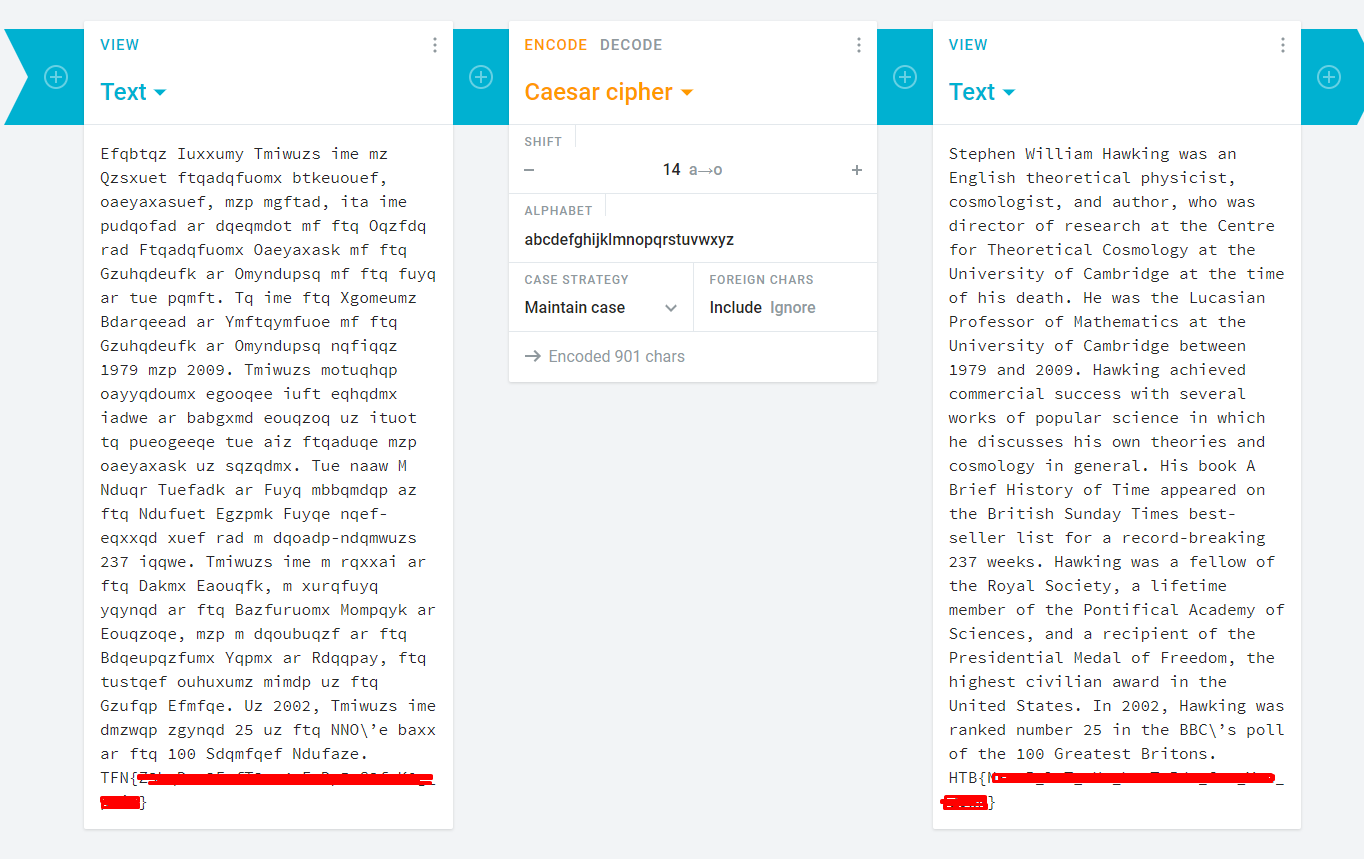 VIEW
Text
Efqbtqz Iuxxumy Tmiwuzs ime mz
Qzsxuet ftqadqfuomx btkeuouef,
oaeyaxasuef, mzp mgftad, ita ime
pudqofad ar dqeqmdot mf ftq Oqzfdq
rad Ftqadqfuomx Oaeyaxask mf ftq
Gzuhqdeufk ar Omyndupsq mf ftq fuyq
ar tue pqmft. Tq ime ftq Xgomeumz
Bdarqeead ar Ymftqymfuoe mf ftq
Gzuhqdeufk ar Omyndupsq nqfiqqz
1979 mzp 2009. Tmiwuzs motuqhqp
oayyqdoumx egooqee iuft eqhqdmx
iadwe ar babgxmd eouqzoq uz ituot
tq pueogeeqe tue aiz ftqaduqe mzp
oaeyaxask uz sqzqdmx. Tue naaw M
Nduqr Tuefadk ar Fuyq mbbqmdqp az
ftq Ndufuet Egzpmk Fuyqe nqef-
eqxxqd xuef rad m dqoadp-ndqmwuzs
237 iqqwe. Tmiwuzs ime m rqxxai ar
ftq Dakmx Eaouqfk, m xurqfuyq
yqynqd ar ftq Bazfuruomx Mompqyk ar
Eouqzoqe, mzp m dqoubuqzf ar ftq
Bdqeupqzfumx Yqpmx ar Rdqqpay, ftq
tustqef ouhuxumz mimdp uz ftq
Gzufqp Efmfqe. Uz 2002, Tmiwuzs ime
dmzwqp zgynqd 25 uz ftq NNO\’e baxx
ar ftq 100 Sdqmfqef Ndufaze.
TFN{
}
ENCODE DECODE
Caesar cipher
SHIFT
− 14 a→o +
ALPHABET
abcdefghijklmnopqrstuvwxyz
CASE STRATEGY FOREIGN CHARS
Maintain case Include Ignore
→ Encoded 901 chars
VIEW
Text
Stephen William Hawking was an
English theoretical physicist,
cosmologist, and author, who was
director of research at the Centre
for Theoretical Cosmology at the
University of Cambridge at the time
of his death. He was the Lucasian
Professor of Mathematics at the
University of Cambridge between
1979 and 2009. Hawking achieved
commercial success with several
works of popular science in which
he discusses his own theories and
cosmology in general. His book A
Brief History of Time appeared on
the British Sunday Times best-
seller list for a record-breaking
237 weeks. Hawking was a fellow of
the Royal Society, a lifetime
member of the Pontifical Academy of
Sciences, and a recipient of the
Presidential Medal of Freedom, the
highest civilian award in the
United States. In 2002, Hawking was
ranked number 25 in the BBC\’s poll
of the 100 Greatest Britons.
HTB{
}